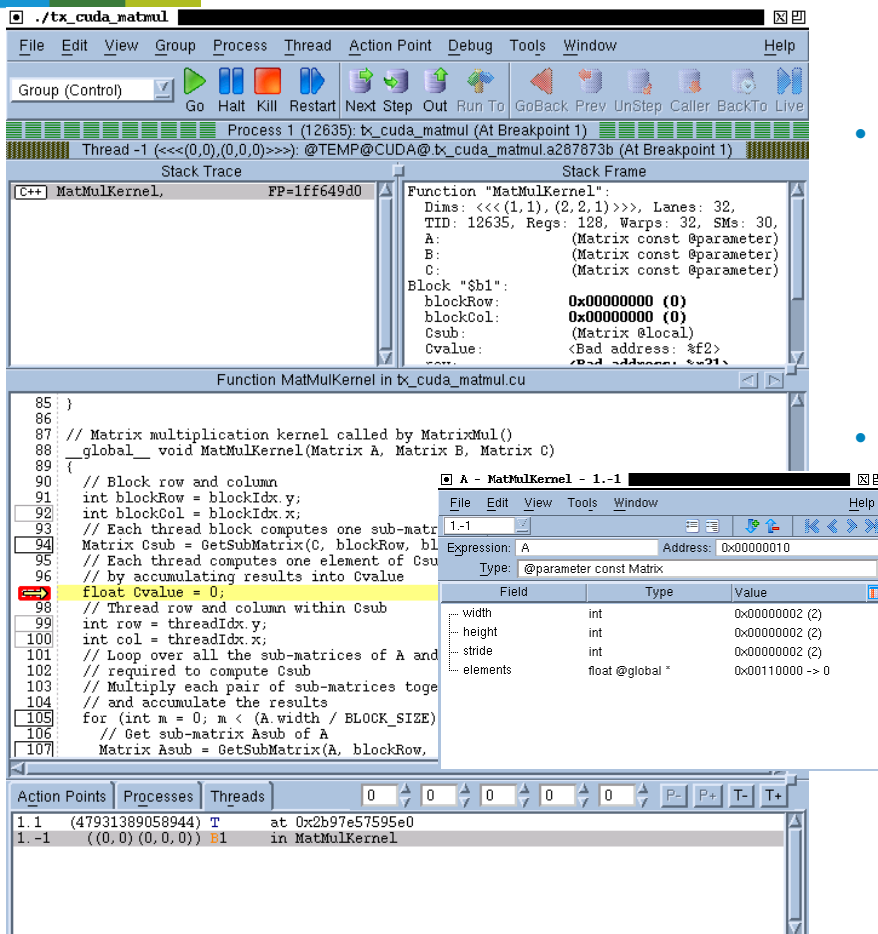 ./tx_cuda_matmul
File Edit View Group Process Thread Action Point Debug Tools Window Help
Group (Control)
Go Halt Kill Restart Next Step Out Run To GoBack Prev UnStep Caller BackTo Live
Process 1 (12635): tx_cuda_matmul (At Breakpoint 1)
Thread -1 (<<<(0,0),(0,0,0)>>>): @TEMP@CUDA@.tx_cuda_matmul.a287873b (At Breakpoint 1)
Stack Trace
C++ MatMulKernel, FP=1ff649d0
Stack Frame
Function "MatMulKernel":
Dims: <<<(1,1),(2,2,1)>>>, Lanes: 32,
TID: 12635, Regs: 128, Warps: 32, SMs: 30,
A: (Matrix const @parameter)
B: (Matrix const @parameter)
C: (Matrix const @parameter)
Block "$b1":
blockRow: 0x00000000 (0)
blockCol: 0x00000000 (0)
Csub: (Matrix @local)
Cvalue: <Bad address: %f2>
Function MatMulKernel in tx_cuda_matmul.cu
85 }
86
87 // Matrix multiplication kernel called by MatrixMul()
88 __global__ void MatMulKernel(Matrix A, Matrix B, Matrix C)
89 {
90 // Block row and column
91 int blockRow = blockIdx.y;
92 int blockCol = blockIdx.x;
93 // Each thread block computes one sub-matr
94 Matrix Csub = GetSubMatrix(C, blockRow, bl
95 // Each thread computes one element of Csu
96 // by accumulating results into Cvalue
float Cvalue = 0;
98 // Thread row and column within Csub
99 int row = threadIdx.y;
100 int col = threadIdx.x;
101 // Loop over all the sub-matrices of A and
102 // required to compute Csub
103 // Multiply each pair of sub-matrices toge
104 // and accumulate the results
105 for (int m = 0; m < (A.width / BLOCK_SIZE)
106 // Get sub-matrix Asub of A
107 Matrix Asub = GetSubMatrix(A, blockRow,
A - MatMulKernel - 1.-1
File Edit View Tools Window Help
1.-1
Expression: A Address: 0x00000010
Type: @parameter const Matrix
Field Type Value
width int 0x00000002 (2)
height int 0x00000002 (2)
stride int 0x00000002 (2)
elements float @global * 0x00110000 -> 0
Action Points Processes Threads 0 0 0 0 0 P- P+ T- T+
1.1 (47931389058944) T at 0x2b97e57595e0
1.-1 ((0,0)(0,0,0)) B1 in MatMulKernel